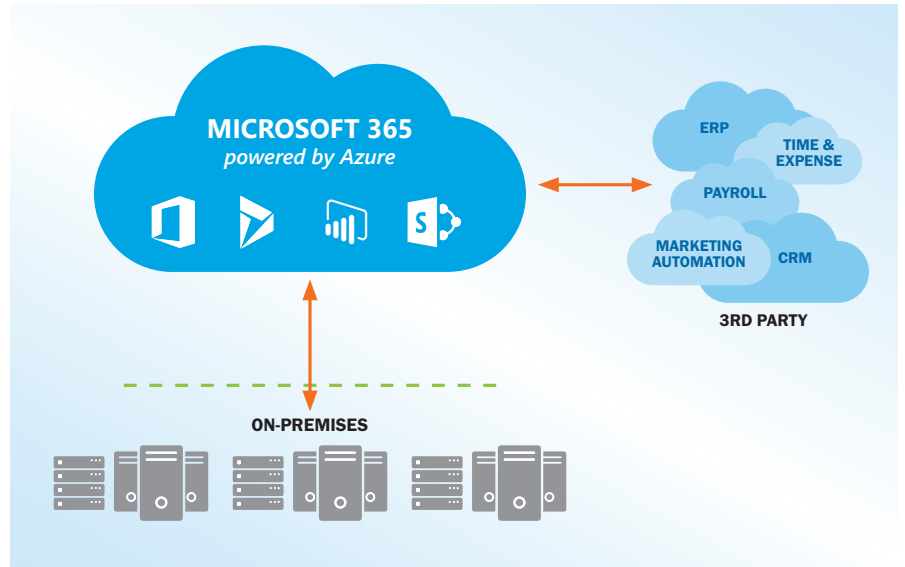 MICROSOFT 365
powered by Azure
S
ERP
TIME &
EXPENSE
PAYROLL
MARKETING
AUTOMATION
CRM
3RD PARTY
ON-PREMISES